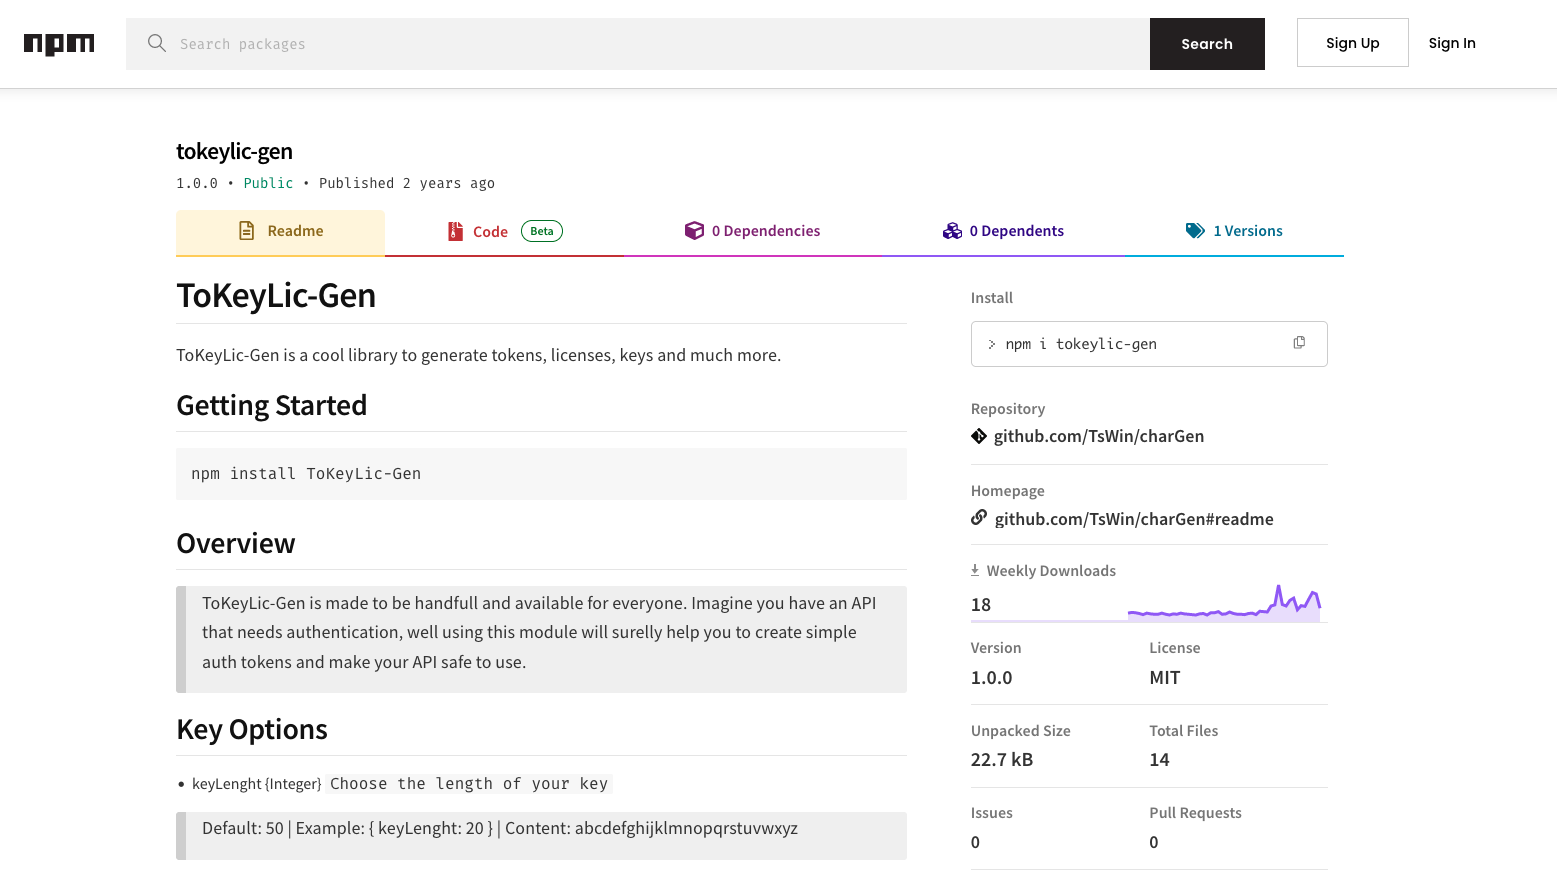 npm
Search packages
Search
Sign Up
Sign In
tokeylic-gen
1.0.0 • Public • Published 2 years ago
Readme
Code Beta
0 Dependencies
0 Dependents
1 Versions
ToKeyLic-Gen
ToKeyLic-Gen is a cool library to generate tokens, licenses, keys and much more.
Getting Started
npm install ToKeyLic-Gen
Overview
ToKeyLic-Gen is made to be handfull and available for everyone. Imagine you have an API
that needs authentication, well using this module will surelly help you to create simple
auth tokens and make your API safe to use.
Key Options
• keyLenght {Integer} Choose the length of your key
Default: 50 | Example: { keyLenght: 20 } | Content: abcdefghijklmnopqrstuvwxyz
Install
> npm i tokeylic-gen
Repository
github.com/TsWin/charGen
Homepage
github.com/TsWin/charGen#readme
Weekly Downloads
18
Version
1.0.0
License
MIT
Unpacked Size
22.7 kB
Total Files
14
Issues
0
Pull Requests
0